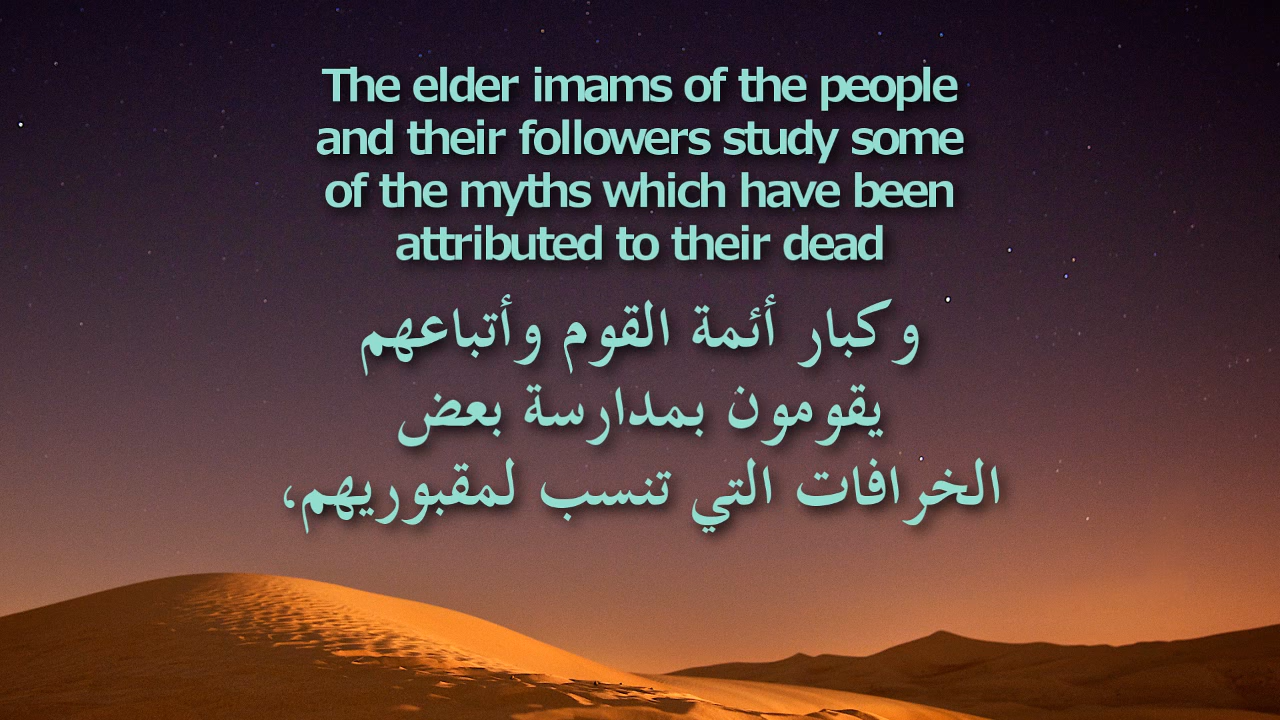 The elder imams of the people
and their followers study some
of the myths which have been
attributed to their dead
وكبار أئمة القوم وأتباعهم
يقومون بمدارسة بعض
الخرافات التي تنسب لمقبوريهم،